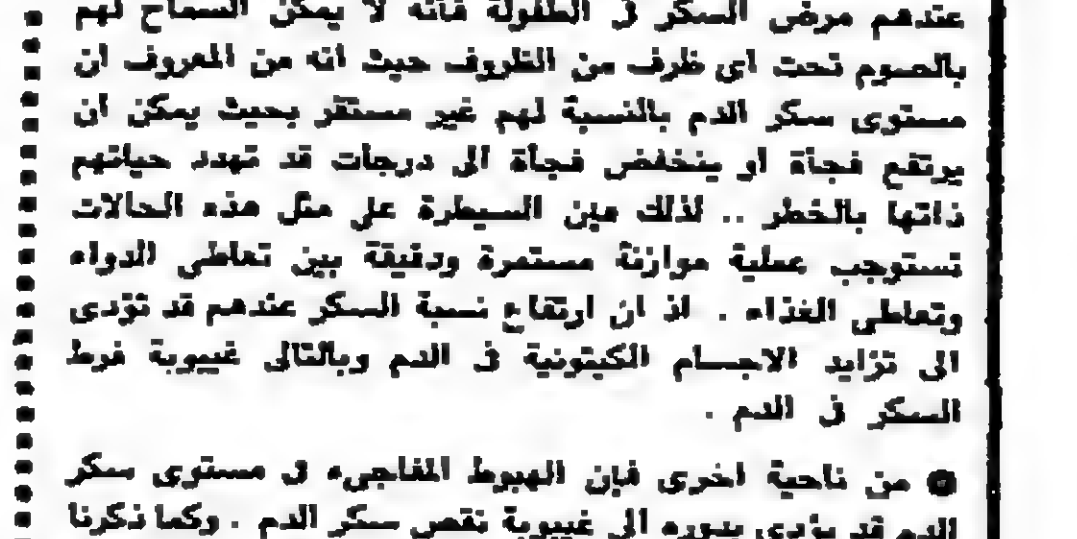 عندهم مرضى السكر في الطفولة فأنه لا يمكن السماح لهم
بالصوم تحت اى ظرف من الظروف حيث انه من المعروف ان
مستوى سكر الدم بالنسبة لهم غير مستقر بحيث يمكن ان
يرتفع فجأة او ينخفض فجأة الى درجات قد تهدد حياتهم
ذاتها بالخطر .. لذلك فإن السيطرة على مثل هذه الحالات
تستوجب عملية موازنة مستمرة ودقيقة بين تعاطى الدواء
وتعاطى الغذاء . اذ ان ارتفاع نسبة السكر عندهم قد تؤدى
الى تزايد الاجسام الكيتونية في الدم وبالتالى غيبوبة فرط
السكر في الدم .
● من ناحية اخرى فإن الهبوط المفاجىء في مستوى سكر
الدم قد يؤدى بدوره الى غيبوبة نقص سكر الدم . وكما ذكرنا